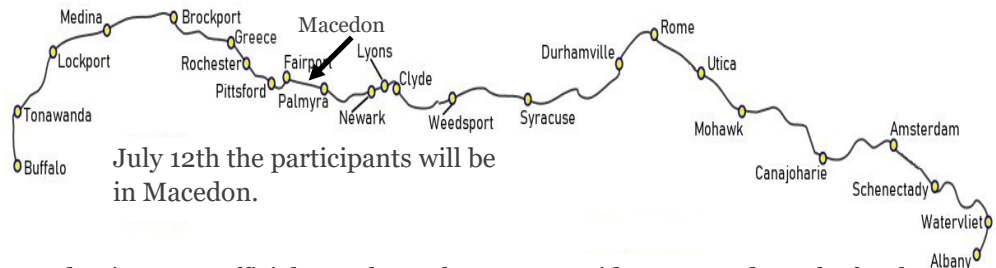 Macedon
Medina
Brockport
Greece
Lockport
Rochester
Fairport
Lyons
Clyde
Pittsford
Palmyra
Newark
Weedsport
Syracuse
Durhamville
Rome
Utica
Mohawk
Canajoharie
Amsterdam
Schenectady
Watervliet
Albany
Tonawanda
Buffalo
July 12th the participants will be
in Macedon.